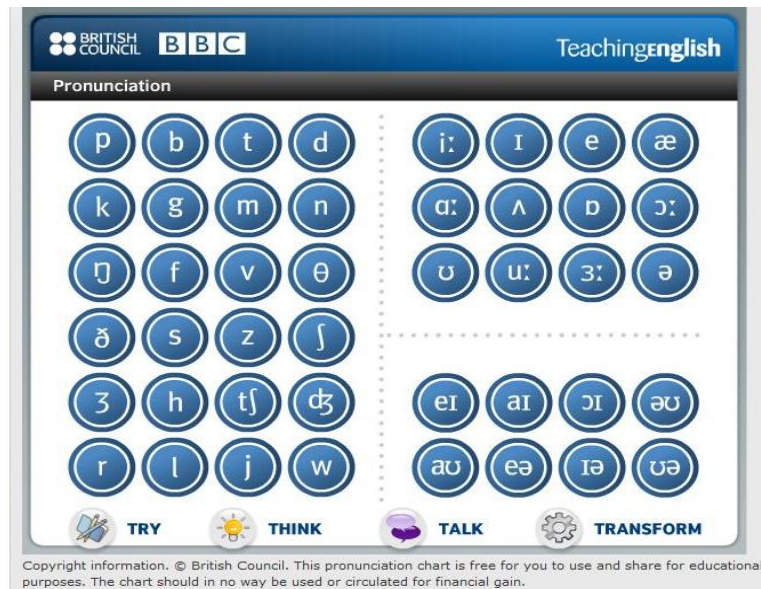 BRITISH COUNCIL BBC TeachingEnglish
Pronunciation
p b t d iː ɪ e æ
k g m n ɑː ʌ ɒ ɔː
ŋ f v θ ʊ uː ɜː ə
ð s z ʃ
ʒ h tʃ dʒ eɪ aɪ ɔɪ əʊ
r l j w aʊ eə ɪə ʊə
TRY THINK TALK TRANSFORM
Copyright information. © British Council. This pronunciation chart is free for you to use and share for educational
purposes. The chart should in no way be used or circulated for financial gain.